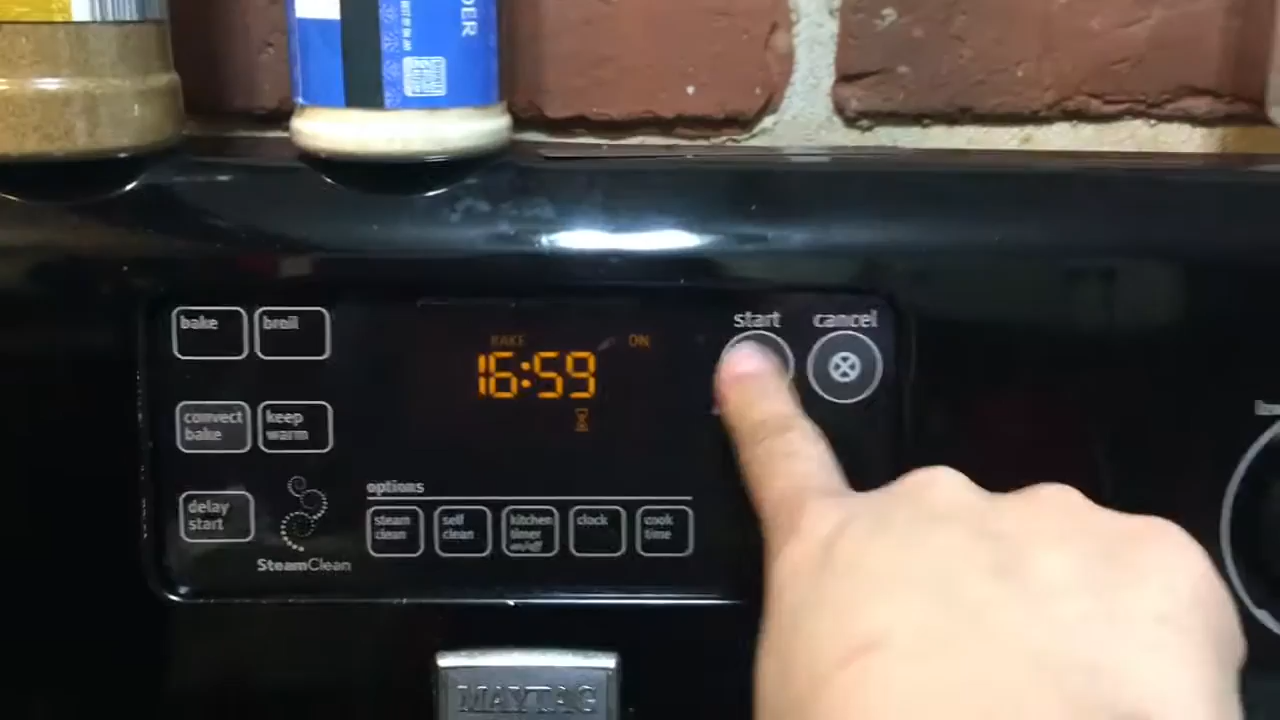 DER
start cancel
bake broil
BAKE ON
16:59
convect bake
keep warm
delay start
SteamClean
options
steam clean
self clean
kitchen timer on/off
clock
cook time
MAYTAG